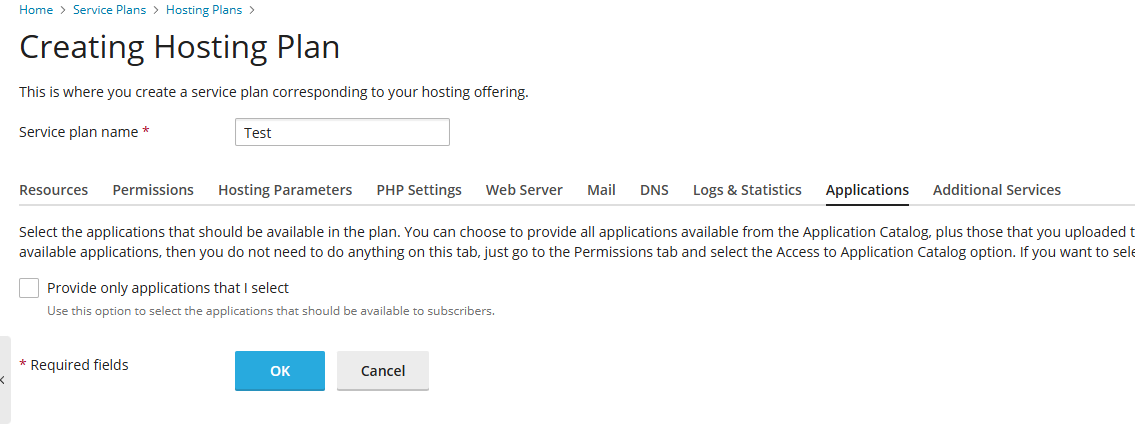 Home > Service Plans > Hosting Plans >
Creating Hosting Plan
This is where you create a service plan corresponding to your hosting offering.
Service plan name * Test
Resources Permissions Hosting Parameters PHP Settings Web Server Mail DNS Logs & Statistics Applications Additional Services
Select the applications that should be available in the plan. You can choose to provide all applications available from the Application Catalog, plus those that you uploaded
available applications, then you do not need to do anything on this tab, just go to the Permissions tab and select the Access to Application Catalog option. If you want to
Provide only applications that I select
Use this option to select the applications that should be available to subscribers.
* Required fields OK Cancel